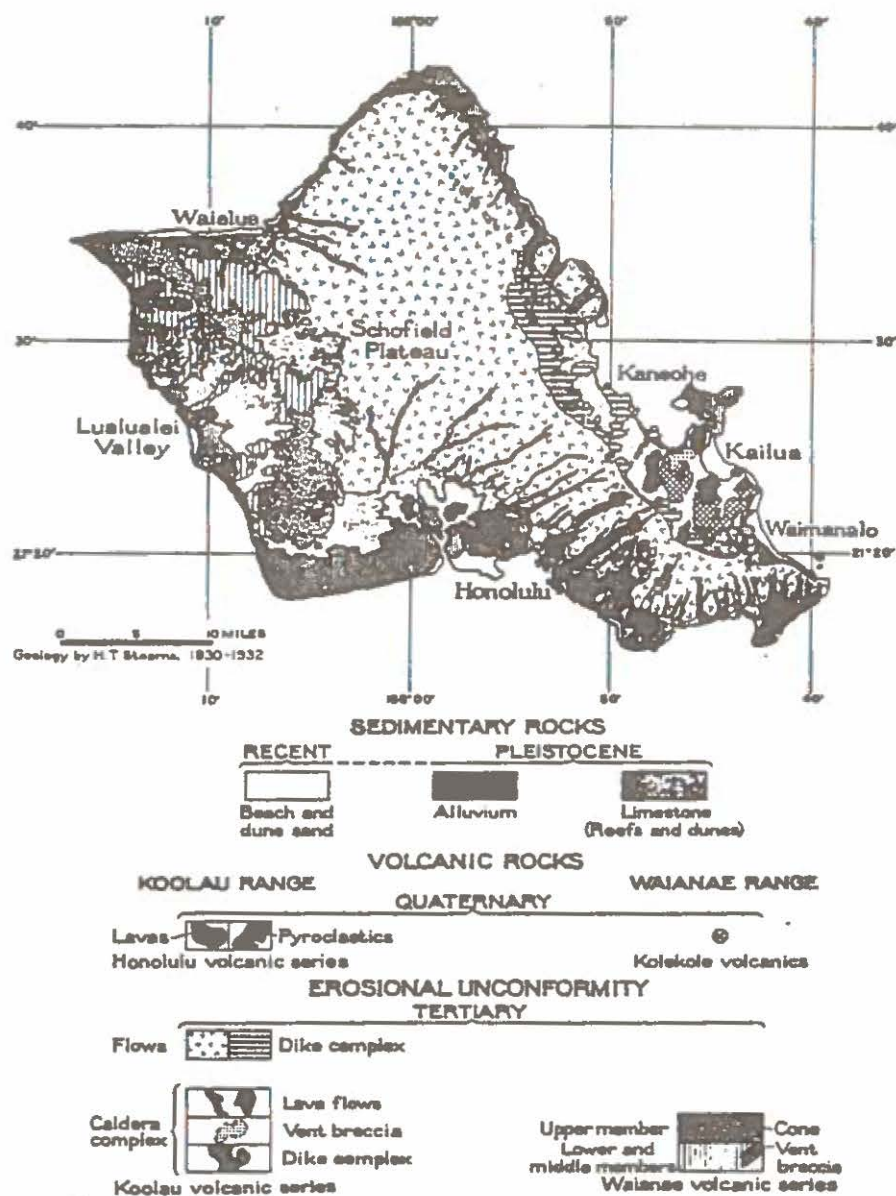 10'
158°00'
50'
40'
40'
40'
Waialua
30'
30'
Schofield
Plateau
Kaneohe
Lualualei
Valley
Kailua
Waimanalo
21°20'
21°20'
Honolulu
0 5 10 MILES
Geology by H.T. Stearns, 1930-1932
10'
158°00'
50'
40'
SEDIMENTARY ROCKS
RECENT PLEISTOCENE
Beach and
dune sand
Alluvium
Limestone
(Reefs and dunes)
VOLCANIC ROCKS
KOOLAU RANGE WAIANAE RANGE
QUATERNARY
Lavas Pyroclastics
Honolulu volcanic series
Kolekole volcanics
EROSIONAL UNCONFORMITY
TERTIARY
Flows Dike complex
Caldera
complex
Lava flows
Vent breccia
Dike complex
Koolau volcanic series
Upper member Cone
Lower and
middle members
Vent
breccia
Waianae volcanic series